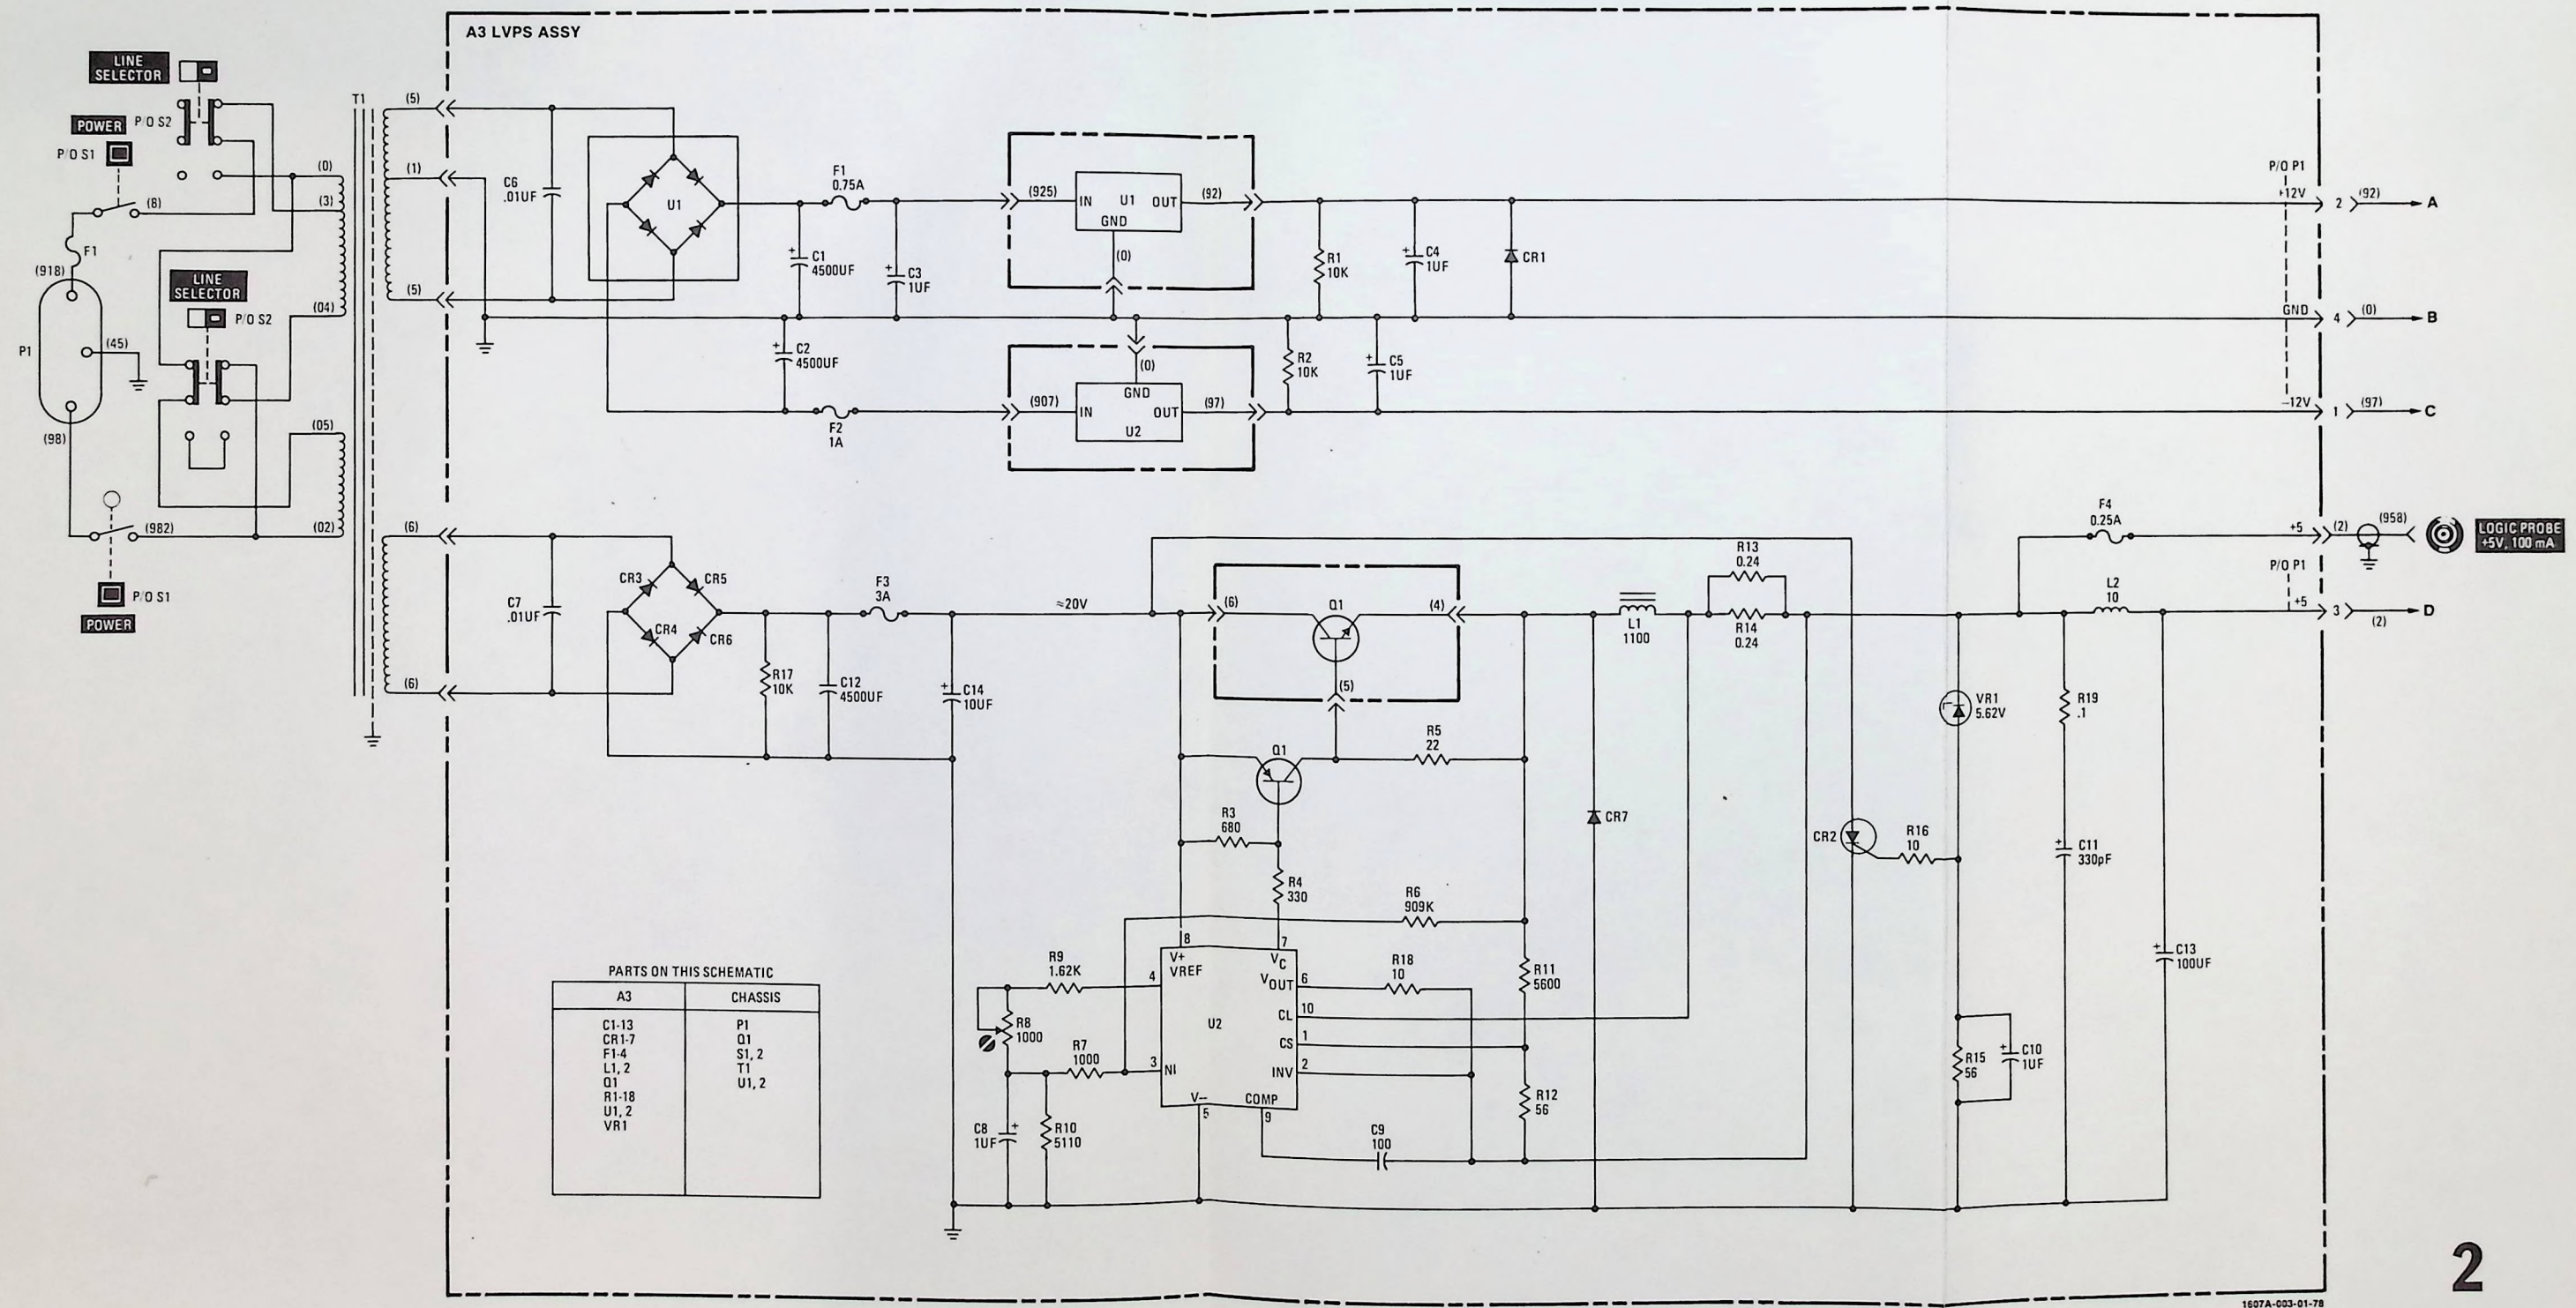 A3 LVPS ASSY
LINE
SELECTOR
POWER
P/O S2
P/O S1
(8)
F1
(918)
P1
(45)
(98)
LINE
SELECTOR
P/O S2
(982)
P/O S1
POWER
T1
(0)
(3)
(04)
(05)
(02)
(5)
(1)
(5)
(6)
(6)
C6
.01UF
U1
F1
0.75A
C1
4500UF
C3
1UF
C2
4500UF
F2
1A
(925)
IN
U1
OUT
GND
(92)
(0)
(0)
GND
(907)
IN
OUT
U2
(97)
R1
10K
C4
1UF
CR1
R2
10K
C5
1UF
P/O P1
+12V
2
(92)
A
GND
4
(0)
B
-12V
1
(97)
C
C7
.01UF
CR3
CR5
CR4
CR6
F3
3A
R17
10K
C12
4500UF
C14
10UF
≈20V
(6)
Q1
(4)
(5)
Q1
R5
22
R3
680
R4
330
R6
909K
L1
1100
R13
0.24
R14
0.24
CR7
CR2
R16
10
VR1
5.62V
F4
0.25A
+5
(2)
(958)
LOGIC PROBE
+5V, 100 mA
P/O P1
L2
10
+5
3
(2)
D
R19
.1
C11
330pF
C13
100UF
R15
56
C10
1UF
R9
1.62K
R8
1000
R7
1000
C8
1UF
R10
5110
8
V+
VREF
4
7
VC
VOUT
6
U2
CL
10
CS
1
INV
2
3
NI
V--
5
COMP
9
R18
10
R11
5600
R12
56
C9
100
PARTS ON THIS SCHEMATIC
A3
CHASSIS
C1-13
CR1-7
F1-4
L1, 2
Q1
R1-18
U1, 2
VR1
P1
Q1
S1, 2
T1
U1, 2
2
1607A-003-01-78